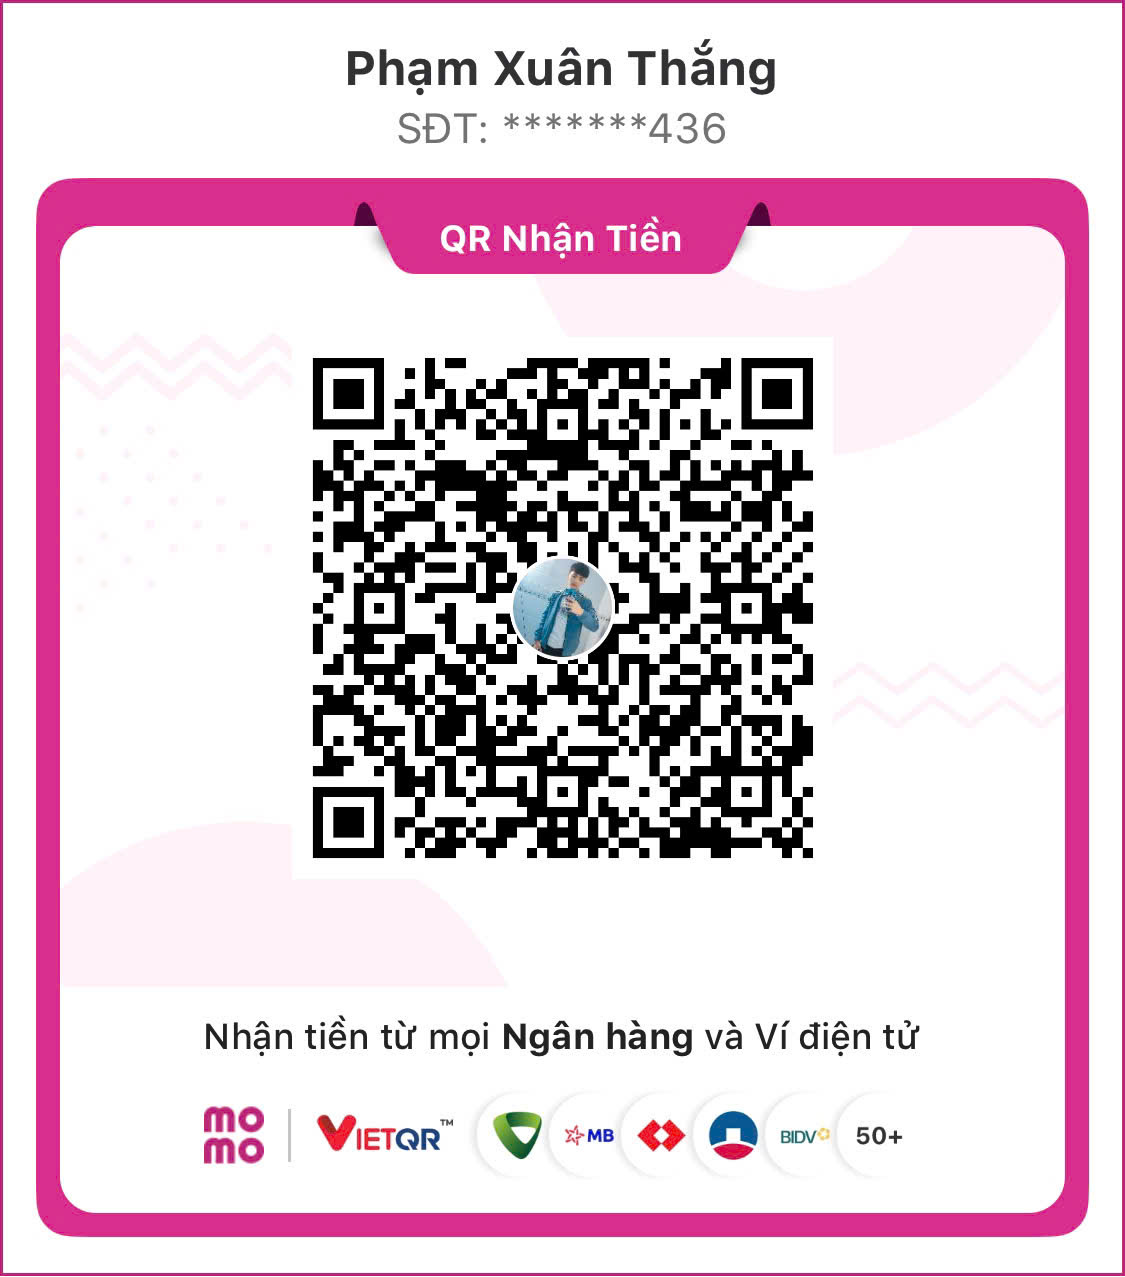 Phạm Xuân Thắng
SĐT: *******436
QR Nhận Tiền
Nhận tiền từ mọi Ngân hàng và Ví điện tử
mo
mo
VIETQR™
MB
BIDV
50+